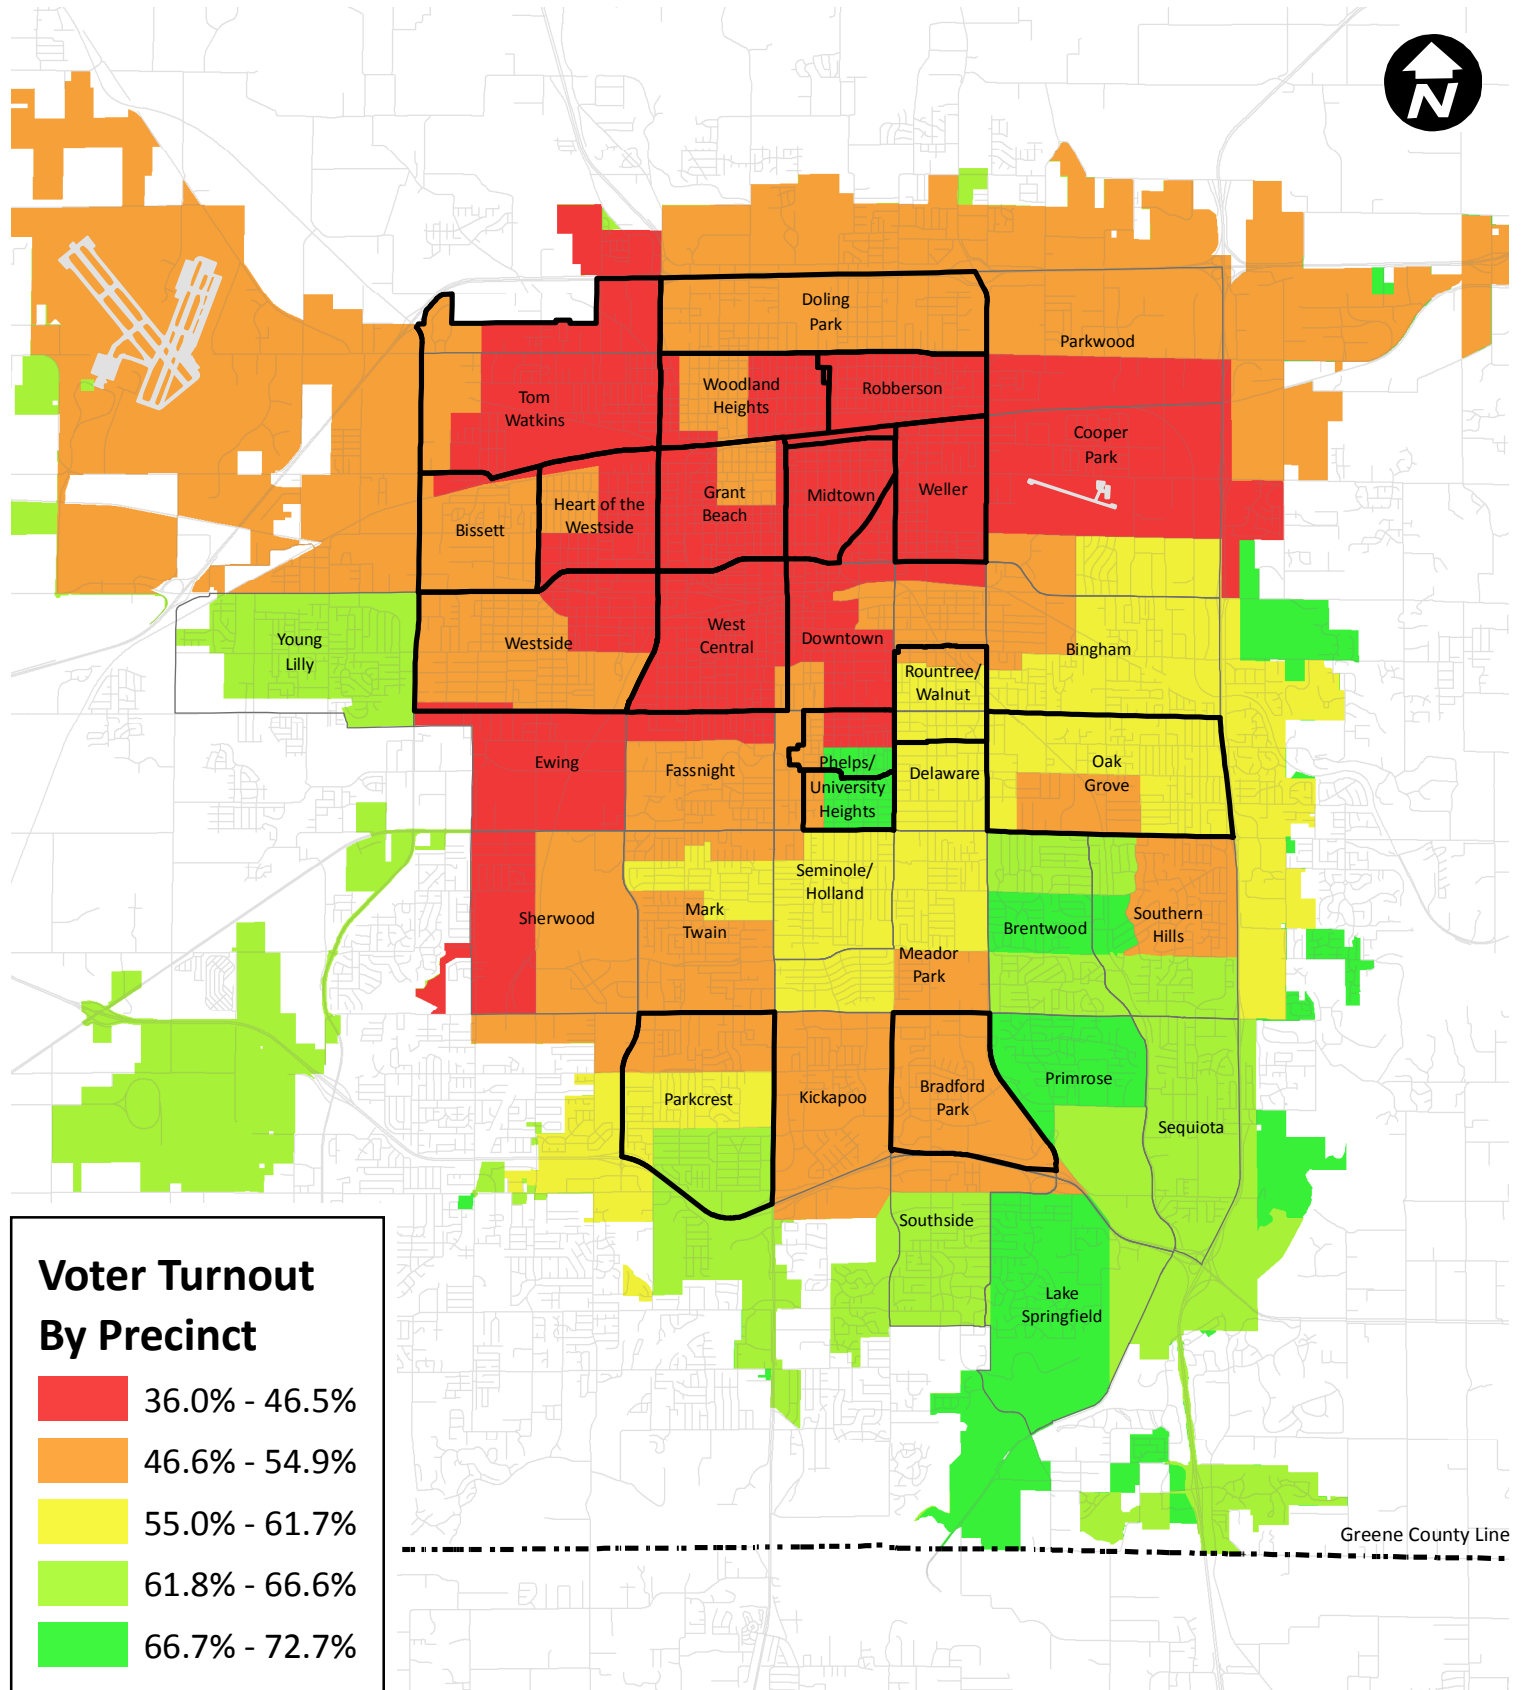 N
Doling
Park
Parkwood
Woodland
Heights
Robberson
Tom
Watkins
Cooper
Park
Grant
Beach
Midtown
Weller
Heart of the
Westside
Bissett
Young
Lilly
Westside
West
Central
Downtown
Bingham
Rountree/
Walnut
Ewing
Fassnight
Phelps/
University
Heights
Delaware
Oak
Grove
Seminole/
Holland
Sherwood
Mark
Twain
Brentwood
Southern
Hills
Meador
Park
Parkcrest
Kickapoo
Bradford
Park
Primrose
Sequiota
Southside
Lake
Springfield
Greene County Line
Voter Turnout
By Precinct
36.0% - 46.5%
46.6% - 54.9%
55.0% - 61.7%
61.8% - 66.6%
66.7% - 72.7%